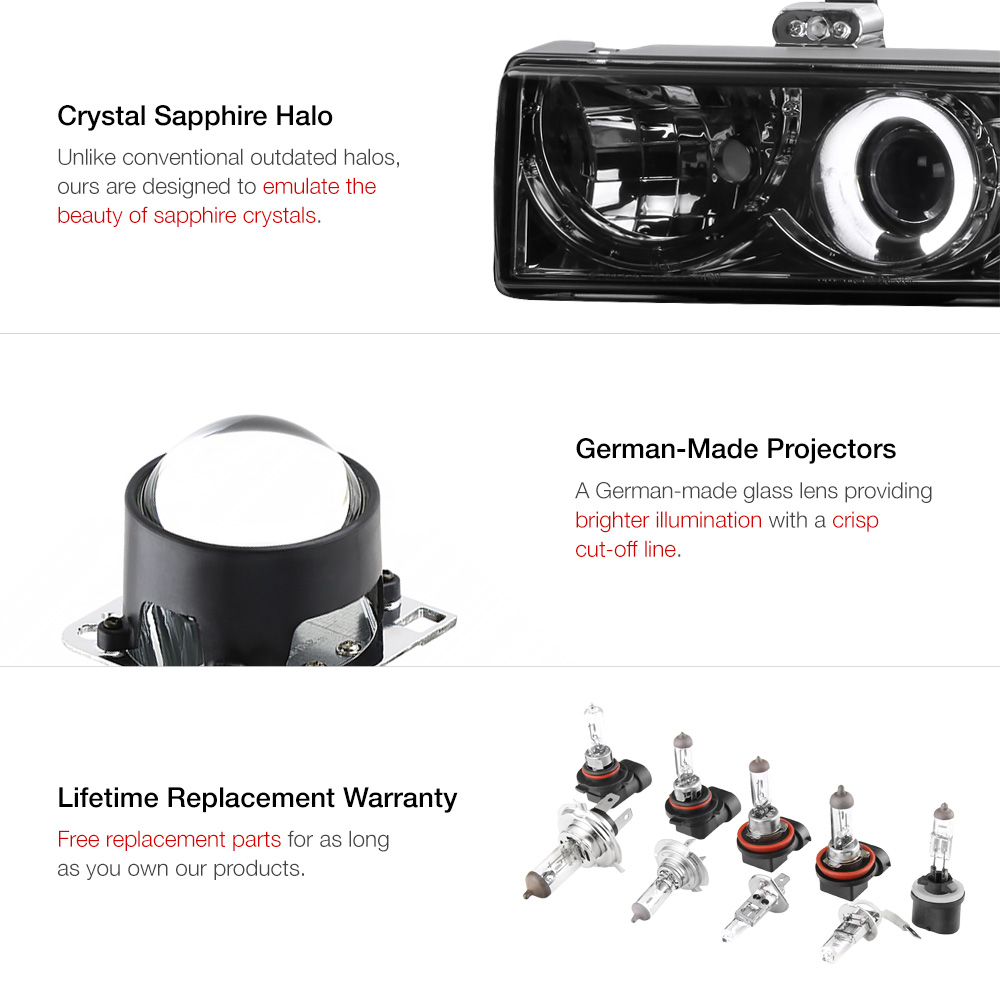 Crystal Sapphire Halo
Unlike conventional outdated halos,
ours are designed to emulate the
beauty of sapphire crystals.
German-Made Projectors
A German-made glass lens providing
brighter illumination with a crisp
cut-off line.
Lifetime Replacement Warranty
Free replacement parts for as long
as you own our products.